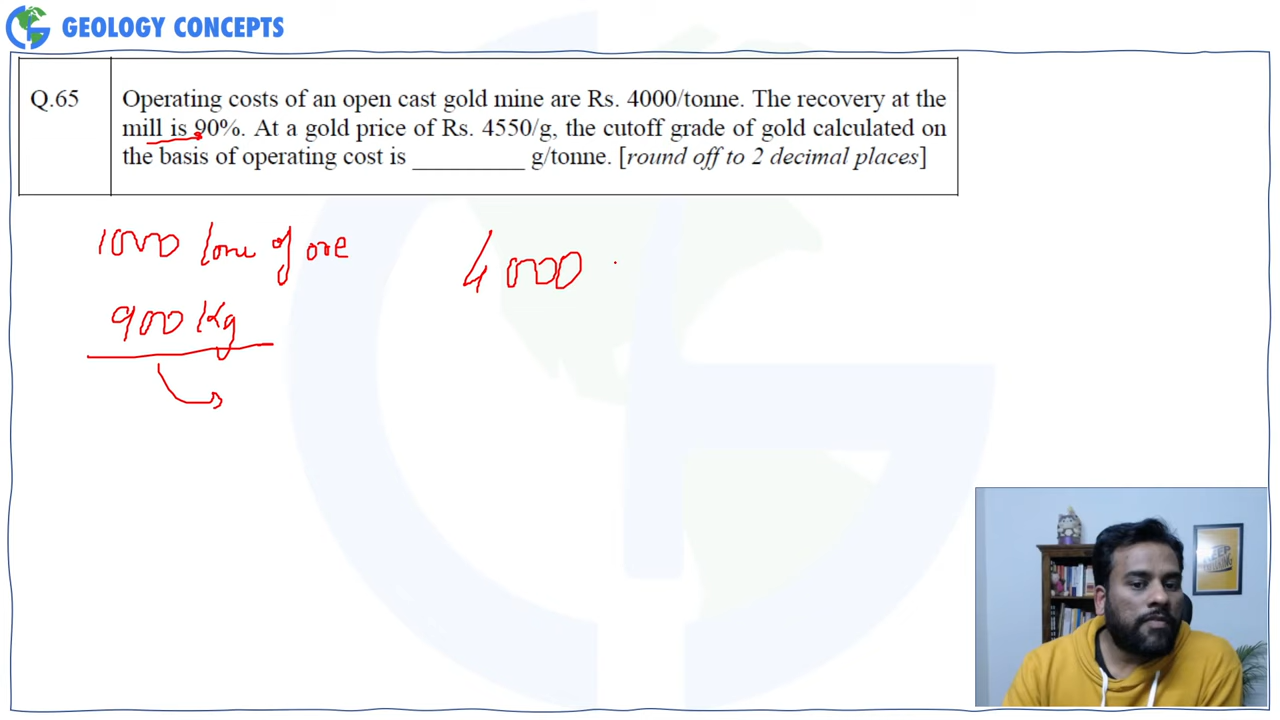 GEOLOGY CONCEPTS
Q.65
Operating costs of an open cast gold mine are Rs. 4000/tonne. The recovery at the
mill is 90%. At a gold price of Rs. 4550/g, the cutoff grade of gold calculated on
the basis of operating cost is __________ g/tonne. [round off to 2 decimal places]
1000 tone of ore
4000
900 Kg